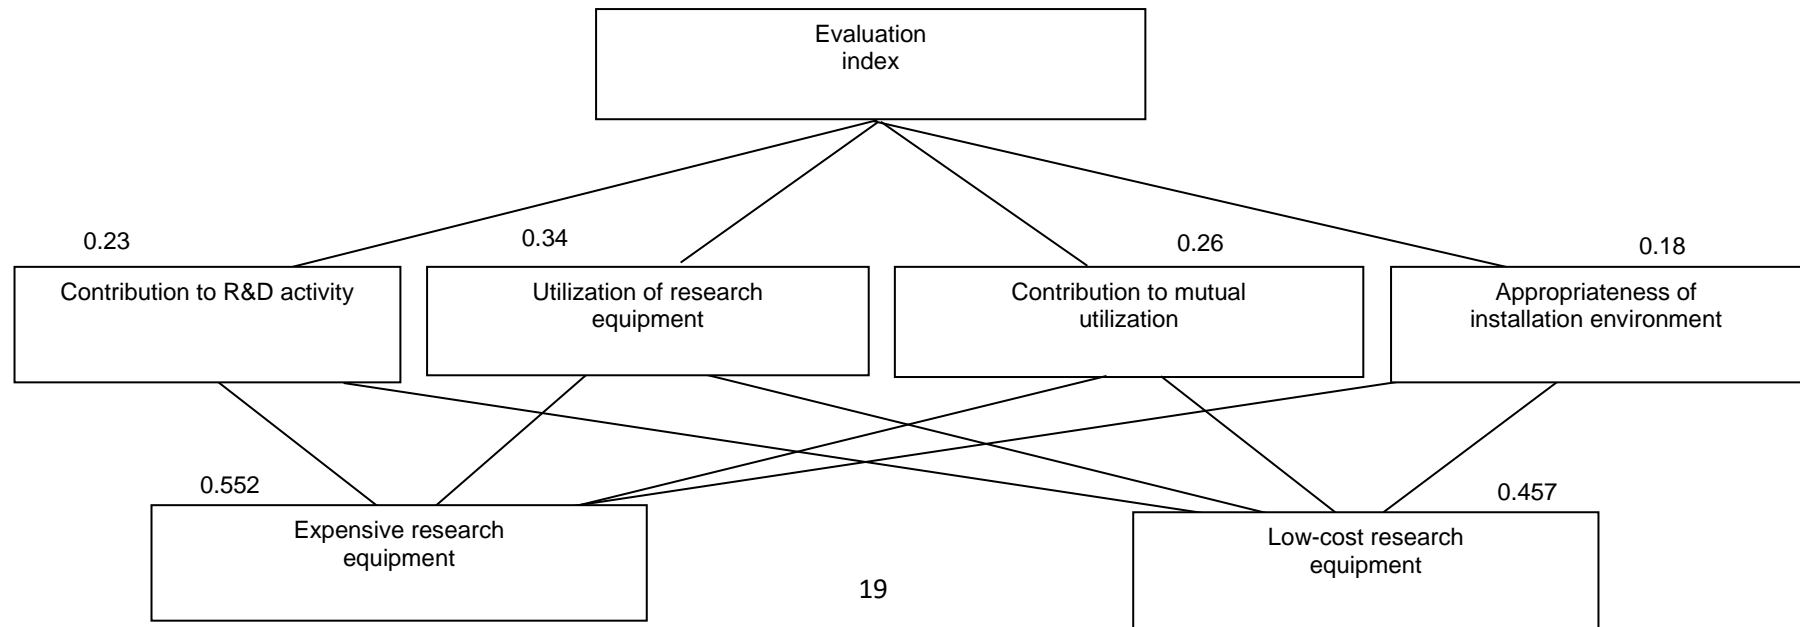 Evaluation
index
0.23
0.34
0.26
0.18
Contribution to R&D activity
Utilization of research
equipment
Contribution to mutual
utilization
Appropriateness of
installation environment
0.552
0.457
Expensive research
equipment
Low-cost research
equipment
19